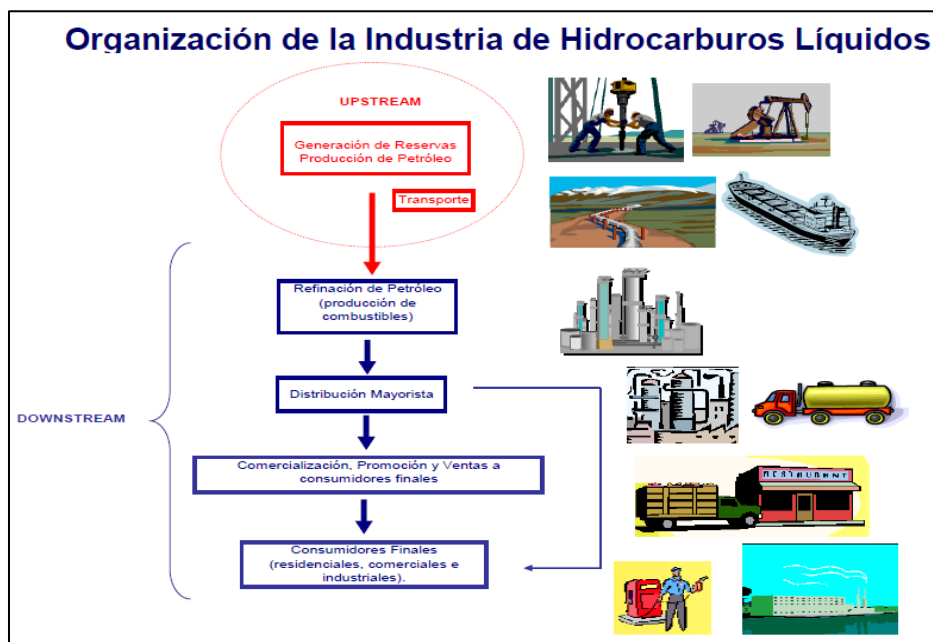 Organización de la Industria de Hidrocarburos Líquidos
UPSTREAM
Generación de Reservas
Producción de Petróleo
Transporte
Refinación de Petróleo
(producción de
combustibles)
Distribución Mayorista
DOWNSTREAM
Comercialización, Promoción y Ventas a
consumidores finales
Consumidores Finales
(residenciales, comerciales e
industriales).
RESTAURANT